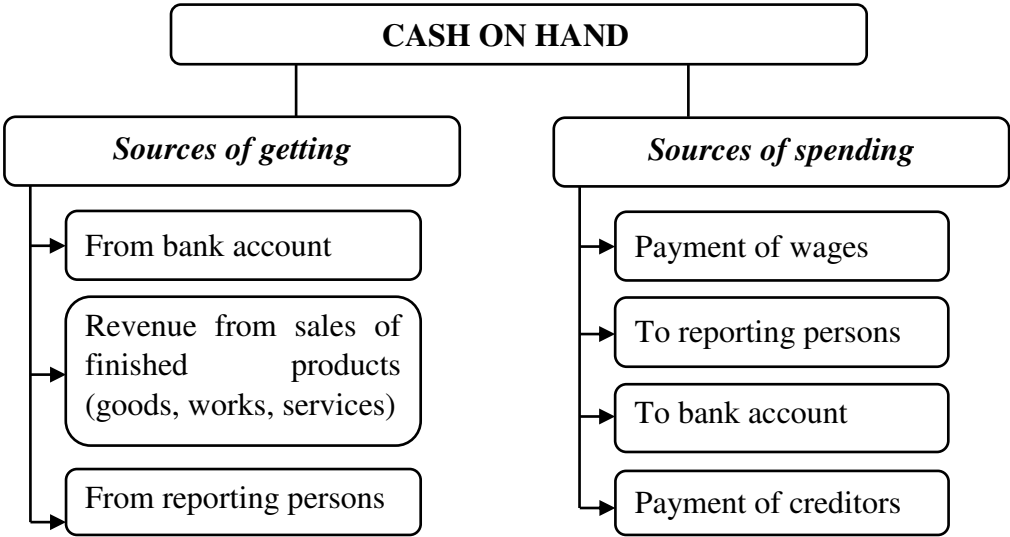 CASH ON HAND
Sources of getting
From bank account
Revenue from sales of
finished products
(goods, works, services)
From reporting persons
Sources of spending
Payment of wages
To reporting persons
To bank account
Payment of creditors